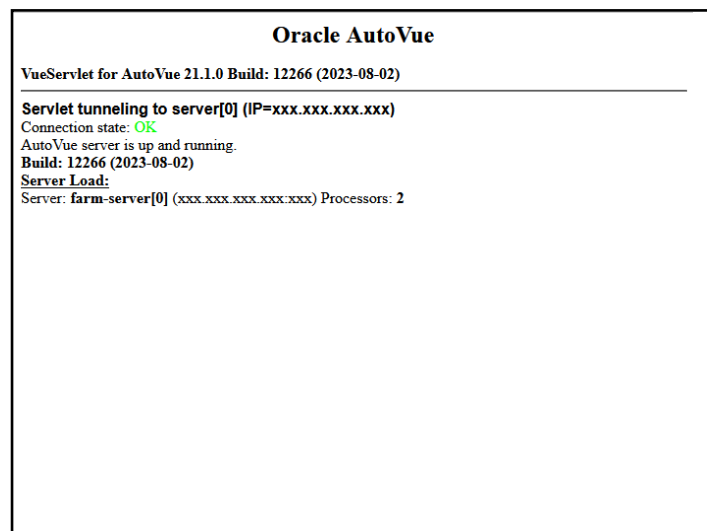 Oracle AutoVue
VueServlet for AutoVue 21.1.0 Build: 12266 (2023-08-02)
Servlet tunneling to server[0] (IP=xxx.xxx.xxx.xxx)
Connection state: OK
AutoVue server is up and running.
Build: 12266 (2023-08-02)
Server Load:
Server: farm-server[0] (xxx.xxx.xxx.xxx:xxx) Processors: 2